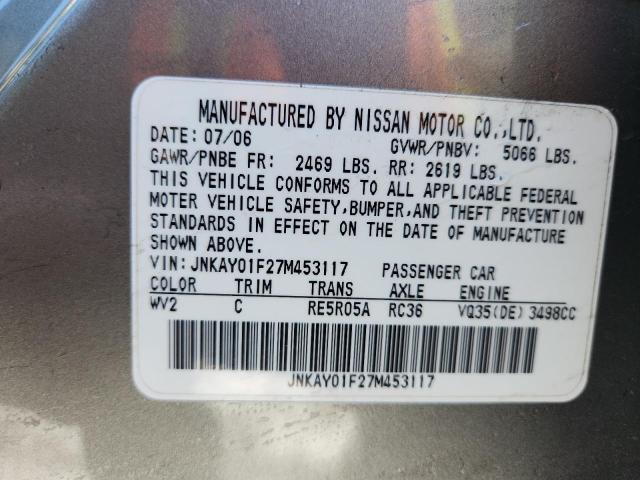 MANUFACTURED BY NISSAN MOTOR CO.,LTD.
DATE: 07/06 GVWR/PNBV: 5066 LBS.
GAWR/PNBE FR: 2469 LBS. RR: 2619 LBS.
THIS VEHICLE CONFORMS TO ALL APPLICABLE FEDERAL
MOTER VEHICLE SAFETY,BUMPER,AND THEFT PREVENTION
STANDARDS IN EFFECT ON THE DATE OF MANUFACTURE
SHOWN ABOVE.
VIN: JNKAY01F27M453117 PASSENGER CAR
COLOR TRIM TRANS AXLE ENGINE
WV2 C RE5R05A RC36 VQ35(DE) 3498CC
JNKAY01F27M453117